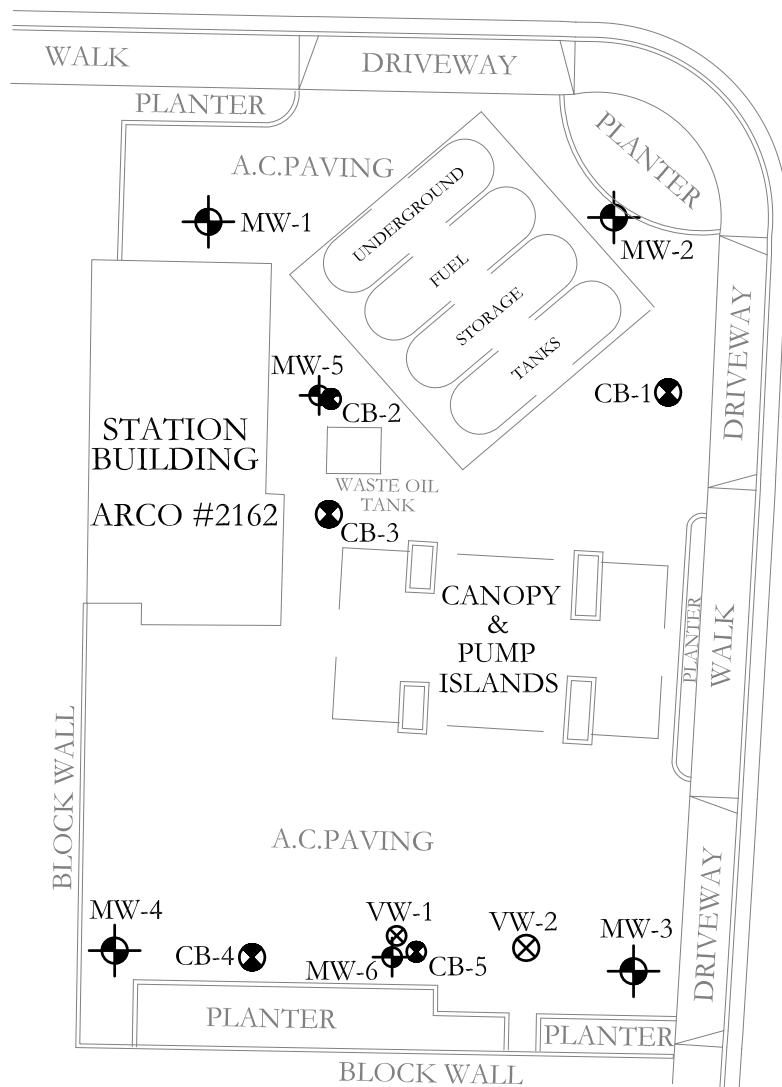 WALK
DRIVEWAY
PLANTER
PLANTER
A.C.PAVING
UNDERGROUND
FUEL
STORAGE
TANKS
MW-1
MW-2
DRIVEWAY
MW-5
CB-2
CB-1
STATION
BUILDING
ARCO #2162
WASTE OIL
TANK
CB-3
CANOPY
&
PUMP
ISLANDS
PLANTER
WALK
BLOCK WALL
A.C.PAVING
DRIVEWAY
MW-4
VW-1
VW-2
MW-3
CB-4
MW-6
CB-5
PLANTER
PLANTER
BLOCK WALL